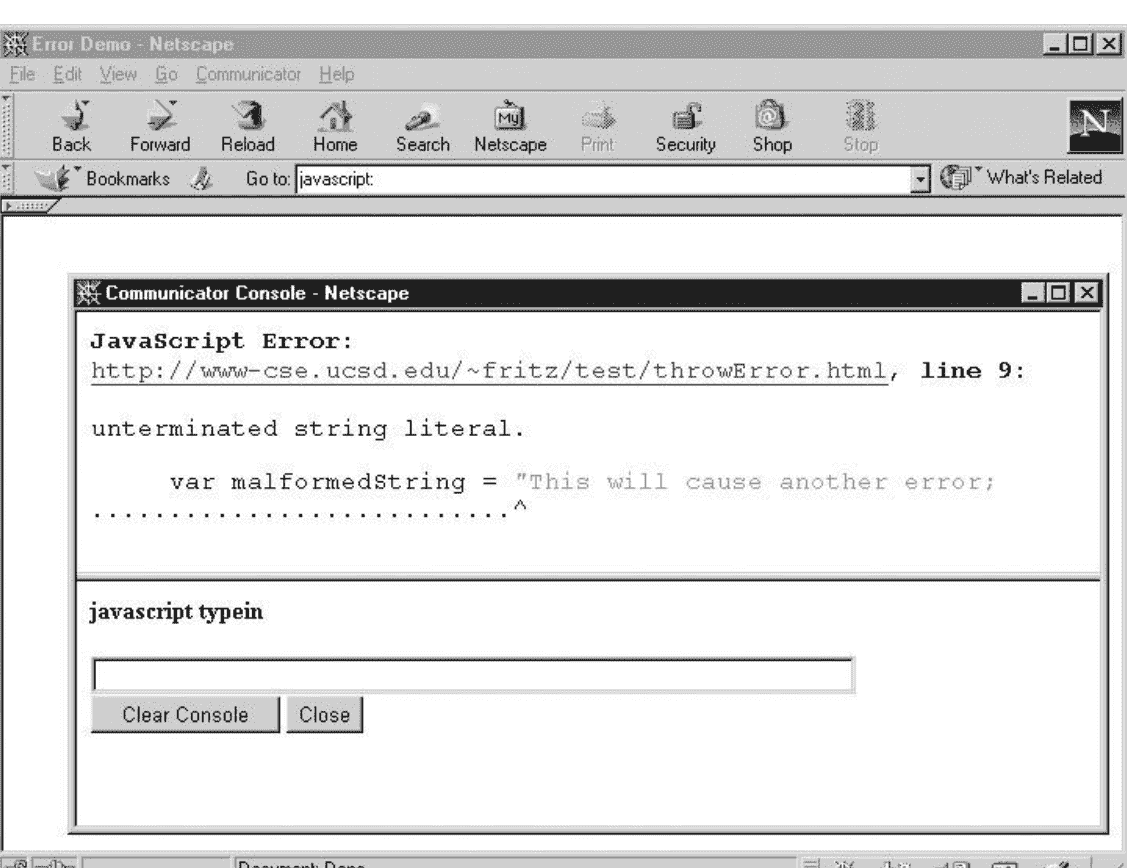 Error Demo - Netscape
File Edit View Go Communicator Help
My N
Back Forward Reload Home Search Netscape Print Security Shop Stop
Bookmarks Go to: javascript: What's Related
Communicator Console - Netscape
JavaScript Error:
http://www-cse.ucsd.edu/~fritz/test/throwError.html, line 9:
unterminated string literal.
var malformedString = "This will cause another error;
...........................^
javascript typein
Clear Console Close
Document: Done